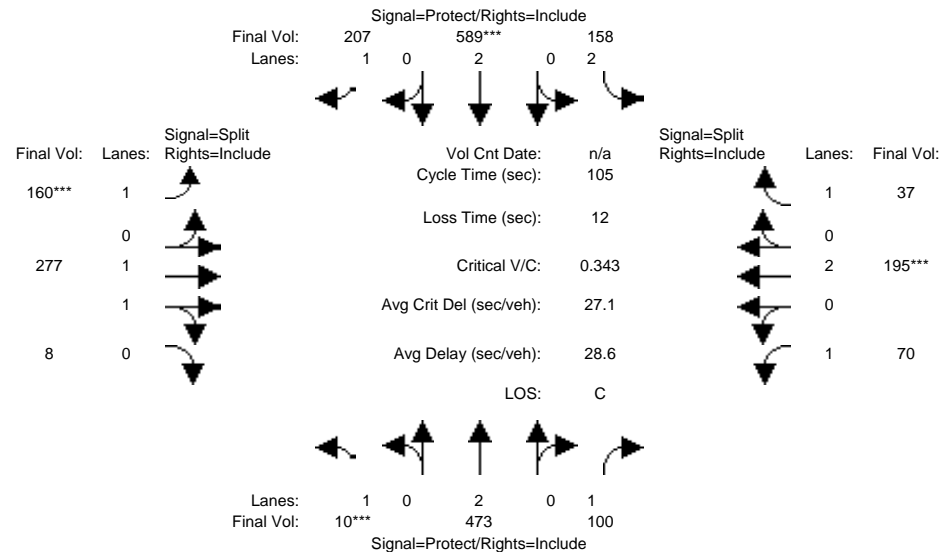 Signal=Protect/Rights=Include
Final Vol: 207 589*** 158
Lanes: 1 0 2 0 2
Signal=Split Signal=Split
Final Vol: Lanes: Rights=Include Vol Cnt Date: n/a Rights=Include Lanes: Final Vol:
Cycle Time (sec): 105
160*** 1 1 37
Loss Time (sec): 12
0 0
277 1 Critical V/C: 0.343 2 195***
1 Avg Crit Del (sec/veh): 27.1 0
8 0 Avg Delay (sec/veh): 28.6 1 70
LOS: C
Lanes: 1 0 2 0 1
Final Vol: 10*** 473 100
Signal=Protect/Rights=Include